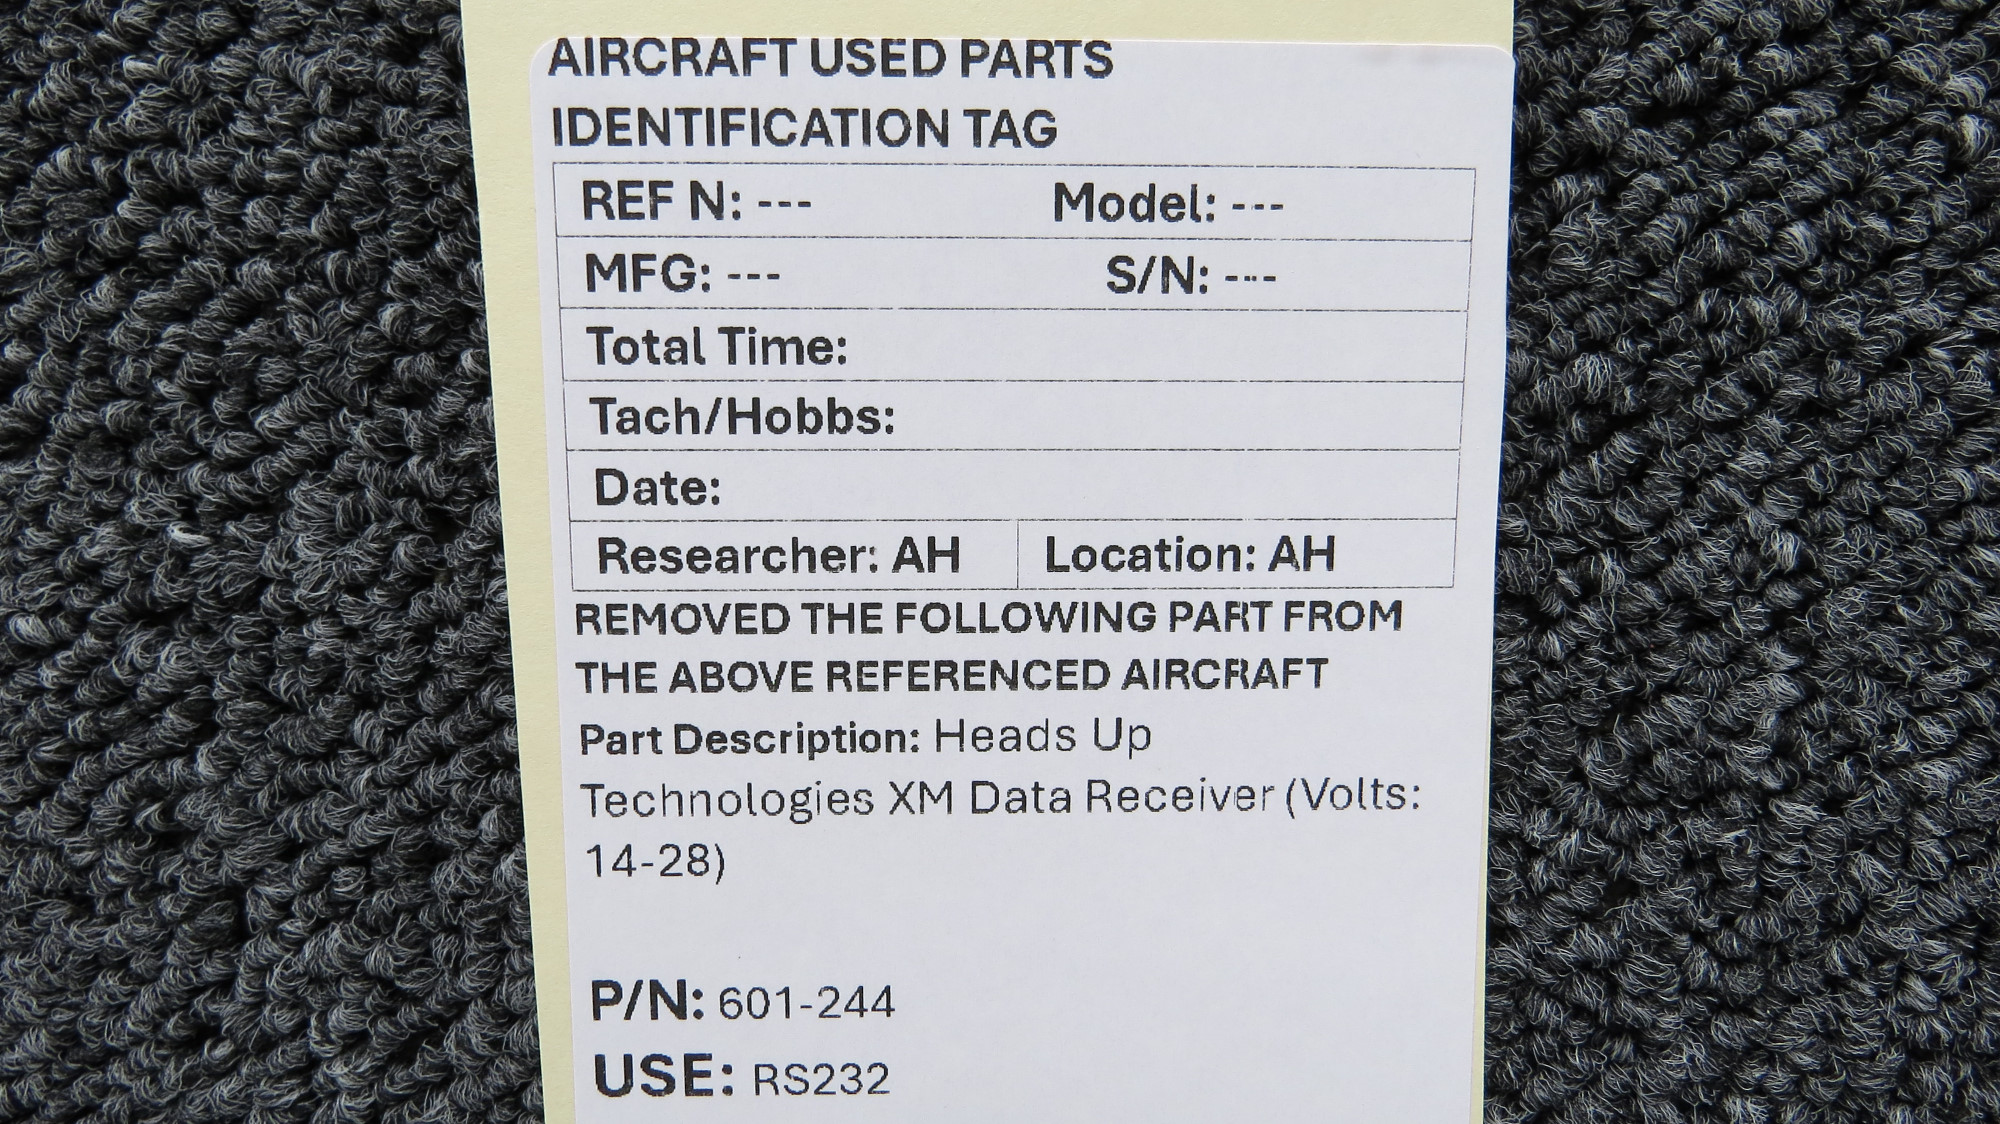 AIRCRAFT USED PARTS
IDENTIFICATION TAG
REF N: --- Model: ---
MFG: --- S/N: ---
Total Time:
Tach/Hobbs:
Date:
Researcher: AH Location: AH
REMOVED THE FOLLOWING PART FROM
THE ABOVE REFERENCED AIRCRAFT
Part Description: Heads Up
Technologies XM Data Receiver (Volts:
14-28)
P/N: 601-244
USE: RS232